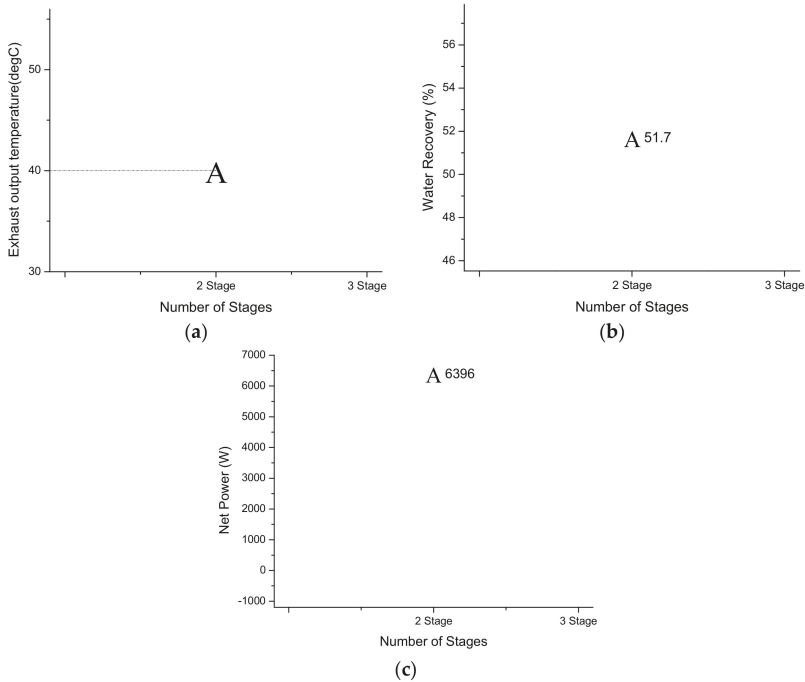 Exhaust output temperature(degC)
50
40
30
A
2 Stage
3 Stage
Number of Stages
(a)
Water Recovery (%)
56
54
52
50
48
46
A 51.7
2 Stage
3 Stage
Number of Stages
(b)
Net Power (W)
7000
6000
5000
4000
3000
2000
1000
0
-1000
A 6396
2 Stage
3 Stage
Number of Stages
(c)